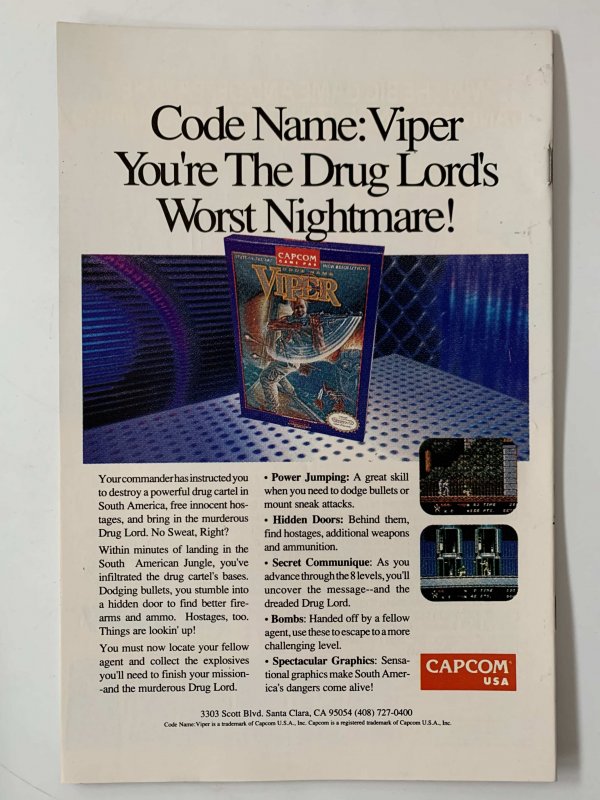 Code Name: Viper
You're The Drug Lord's
Worst Nightmare!
CAPCOM
GAME PAK
HIGH RESOLUTION
CODE NAME
VIPER
Your commander has instructed you
to destroy a powerful drug cartel in
South America, free innocent hos-
tages, and bring in the murderous
Drug Lord. No Sweat, Right?
Within minutes of landing in the
South American Jungle, you've
infiltrated the drug cartel's bases.
Dodging bullets, you stumble into
a hidden door to find better fire-
arms and ammo. Hostages, too.
Things are lookin' up!
You must now locate your fellow
agent and collect the explosives
you'll need to finish your mission-
-and the murderous Drug Lord.
• Power Jumping: A great skill
when you need to dodge bullets or
mount sneak attacks.
• Hidden Doors: Behind them,
find hostages, additional weapons
and ammunition.
• Secret Communique: As you
advance through the 8 levels, you'll
uncover the message--and the
dreaded Drug Lord.
• Bombs: Handed off by a fellow
agent, use these to escape to a more
challenging level.
• Spectacular Graphics: Sensa-
tional graphics make South Amer-
ica's dangers come alive!
CAPCOM
USA
3303 Scott Blvd. Santa Clara, CA 95054 (408) 727-0400
Code Name: Viper is a trademark of Capcom U.S.A., Inc. Capcom is a registered trademark of Capcom U.S.A., Inc.